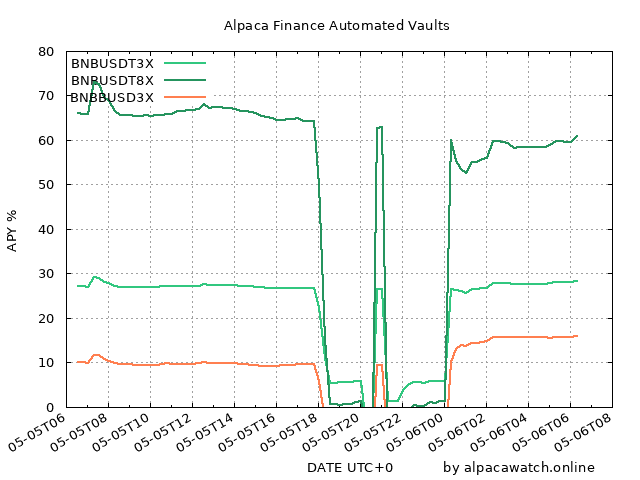 Alpaca Finance Automated Vaults
BNBUSDT3X
BNBUSDT8X
BNBBUSD3X
APY %
80
70
60
50
40
30
20
10
0
05-05T06
05-05T08
05-05T10
05-05T12
05-05T14
05-05T16
05-05T18
05-05T20
05-05T22
05-06T00
05-06T02
05-06T04
05-06T06
05-06T08
DATE UTC+0
by alpacawatch.online